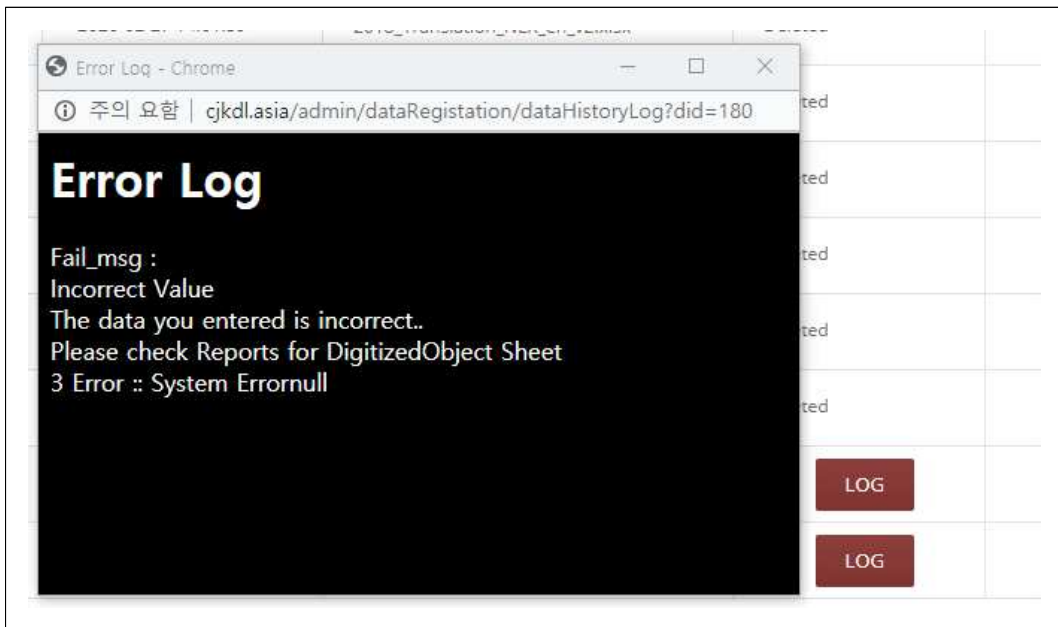 Error Log - Chrome
주의 요함 | cjkdl.asia/admin/dataRegistation/dataHistoryLog?did=180
Error Log
Fail_msg :
Incorrect Value
The data you entered is incorrect..
Please check Reports for DigitizedObject Sheet
3 Error :: System Errornull
ted
ted
ted
ted
ted
LOG
LOG